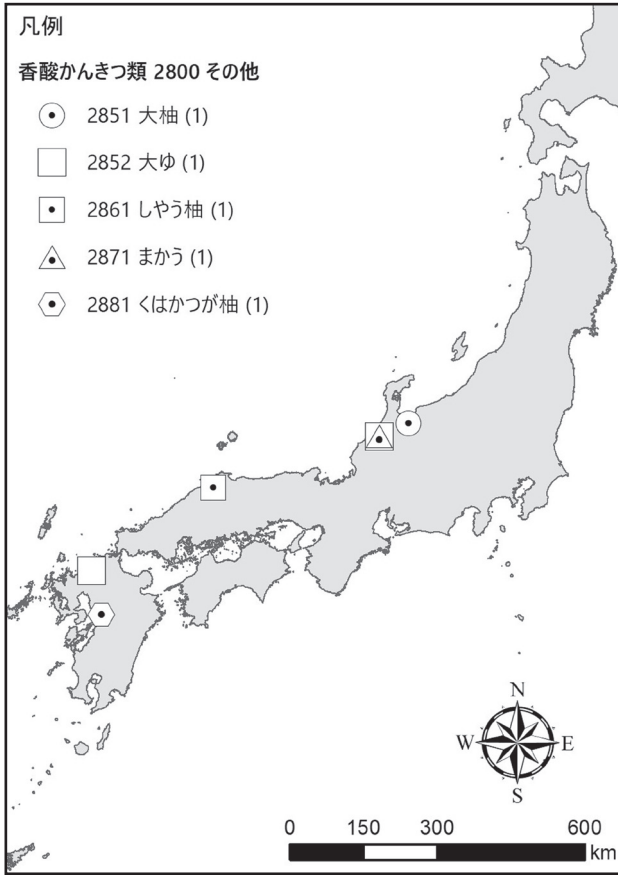 凡例
香酸かんきつ類 2800 その他
2851 大柚 (1)
2852 大ゆ (1)
2861 しやう柚 (1)
2871 まかう (1)
2881 くはかつが柚 (1)
N
W E
S
0 150 300 600
km